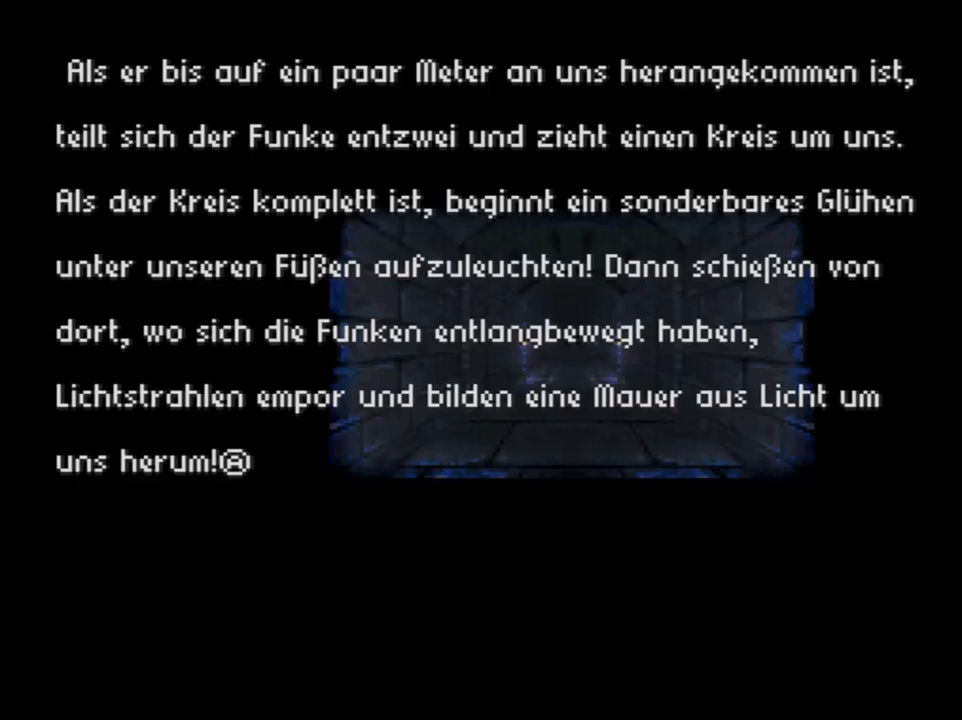 Als er bis auf ein paar Meter an uns herangekommen ist,
teilt sich der Funke entzwei und zieht einen Kreis um uns.
Als der Kreis komplett ist, beginnt ein sonderbares Glühen
unter unseren Füßen aufzuleuchten! Dann schießen von
dort, wo sich die Funken entlangbewegt haben,
Lichtstrahlen empor und bilden eine Mauer aus Licht um
uns herum!Ⓐ